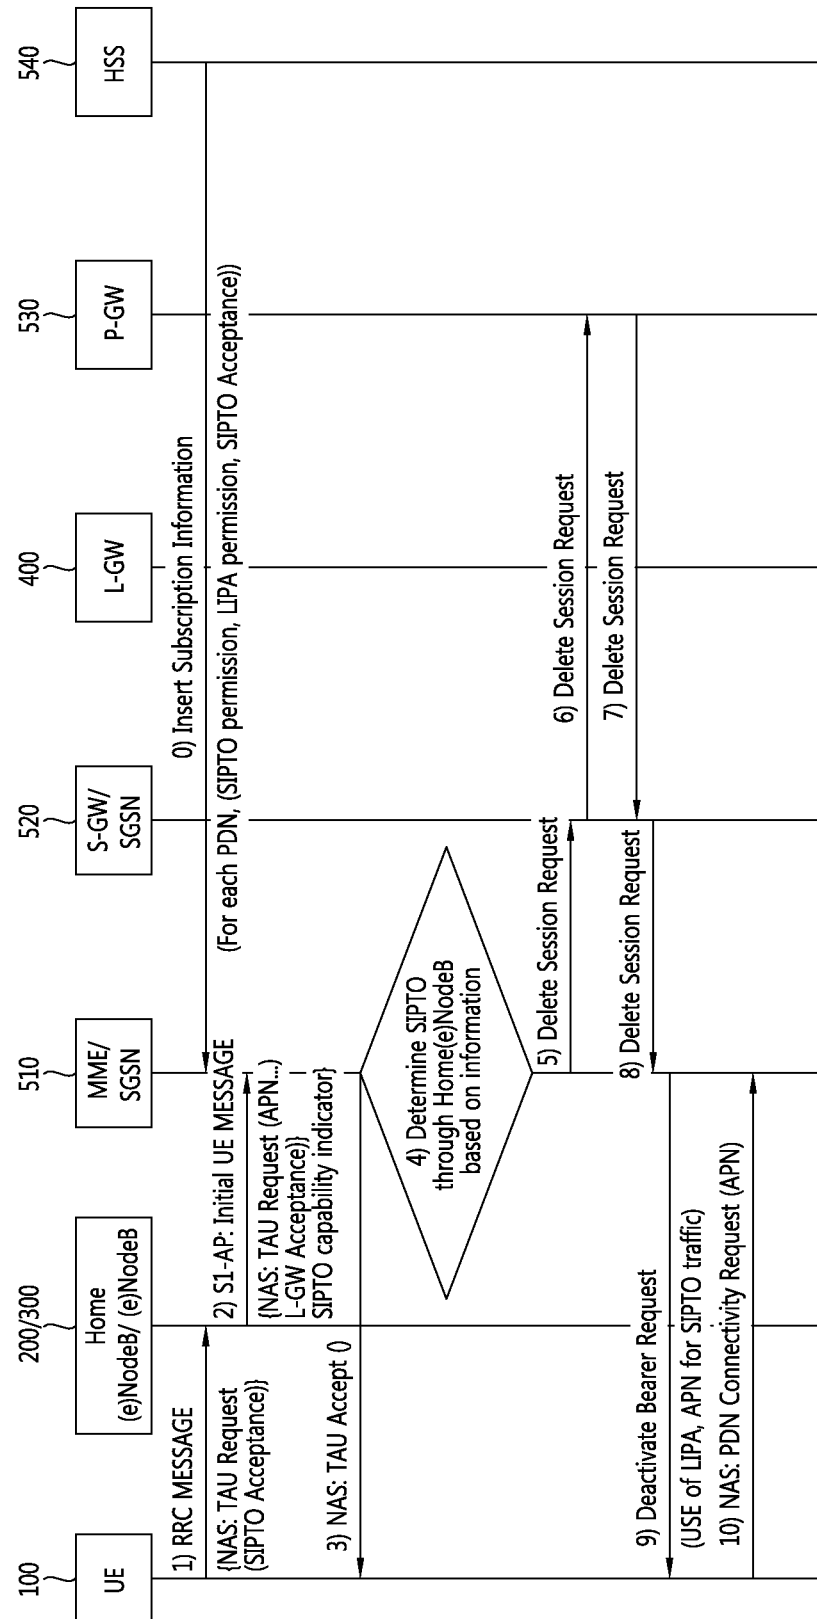 100
UE
200/300
Home
(e)NodeB/ (e)NodeB
510
MME/
SGSN
520
S-GW/
SGSN
400
L-GW
530
P-GW
540
HSS
0) Insert Subscription Information
(For each PDN, (SIPTO permission, LIPA permission, SIPTO Acceptance))
1) RRC MESSAGE
{NAS: TAU Request
(SIPTO Acceptance)}
2) S1-AP: Initial UE MESSAGE
{NAS: TAU Request (APN...)
L-GW Acceptance)}
SIPTO capability indicator}
3) NAS: TAU Accept ()
4) Determine SIPTO
through Home(e)NodeB
based on information
5) Delete Session Request
6) Delete Session Request
7) Delete Session Request
8) Delete Session Request
9) Deactivate Bearer Request
(USE of LIPA, APN for SIPTO traffic)
10) NAS: PDN Connectivity Request (APN)